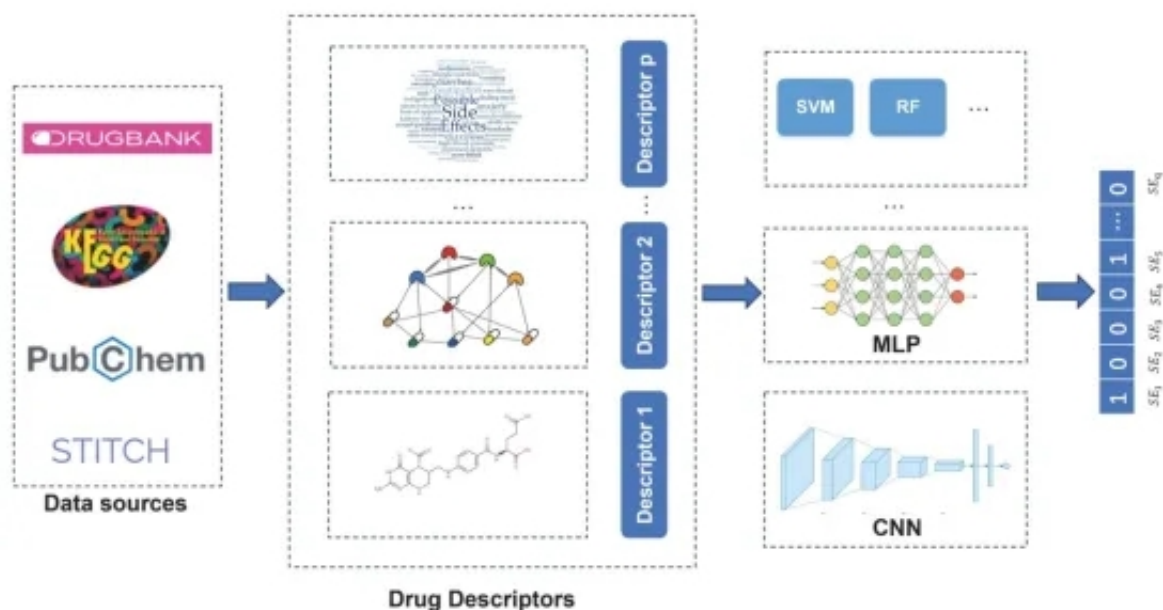 DRUGBANK
KEGG
PubChem
STITCH
Data sources
Possible
Side
Effects
Descriptor p
...
...
Descriptor 2
Descriptor 1
Drug Descriptors
SVM
RF
...
...
MLP
CNN
0
...
1
0
0
0
1
SEq
SE5
SE4
SE3
SE2
SE1